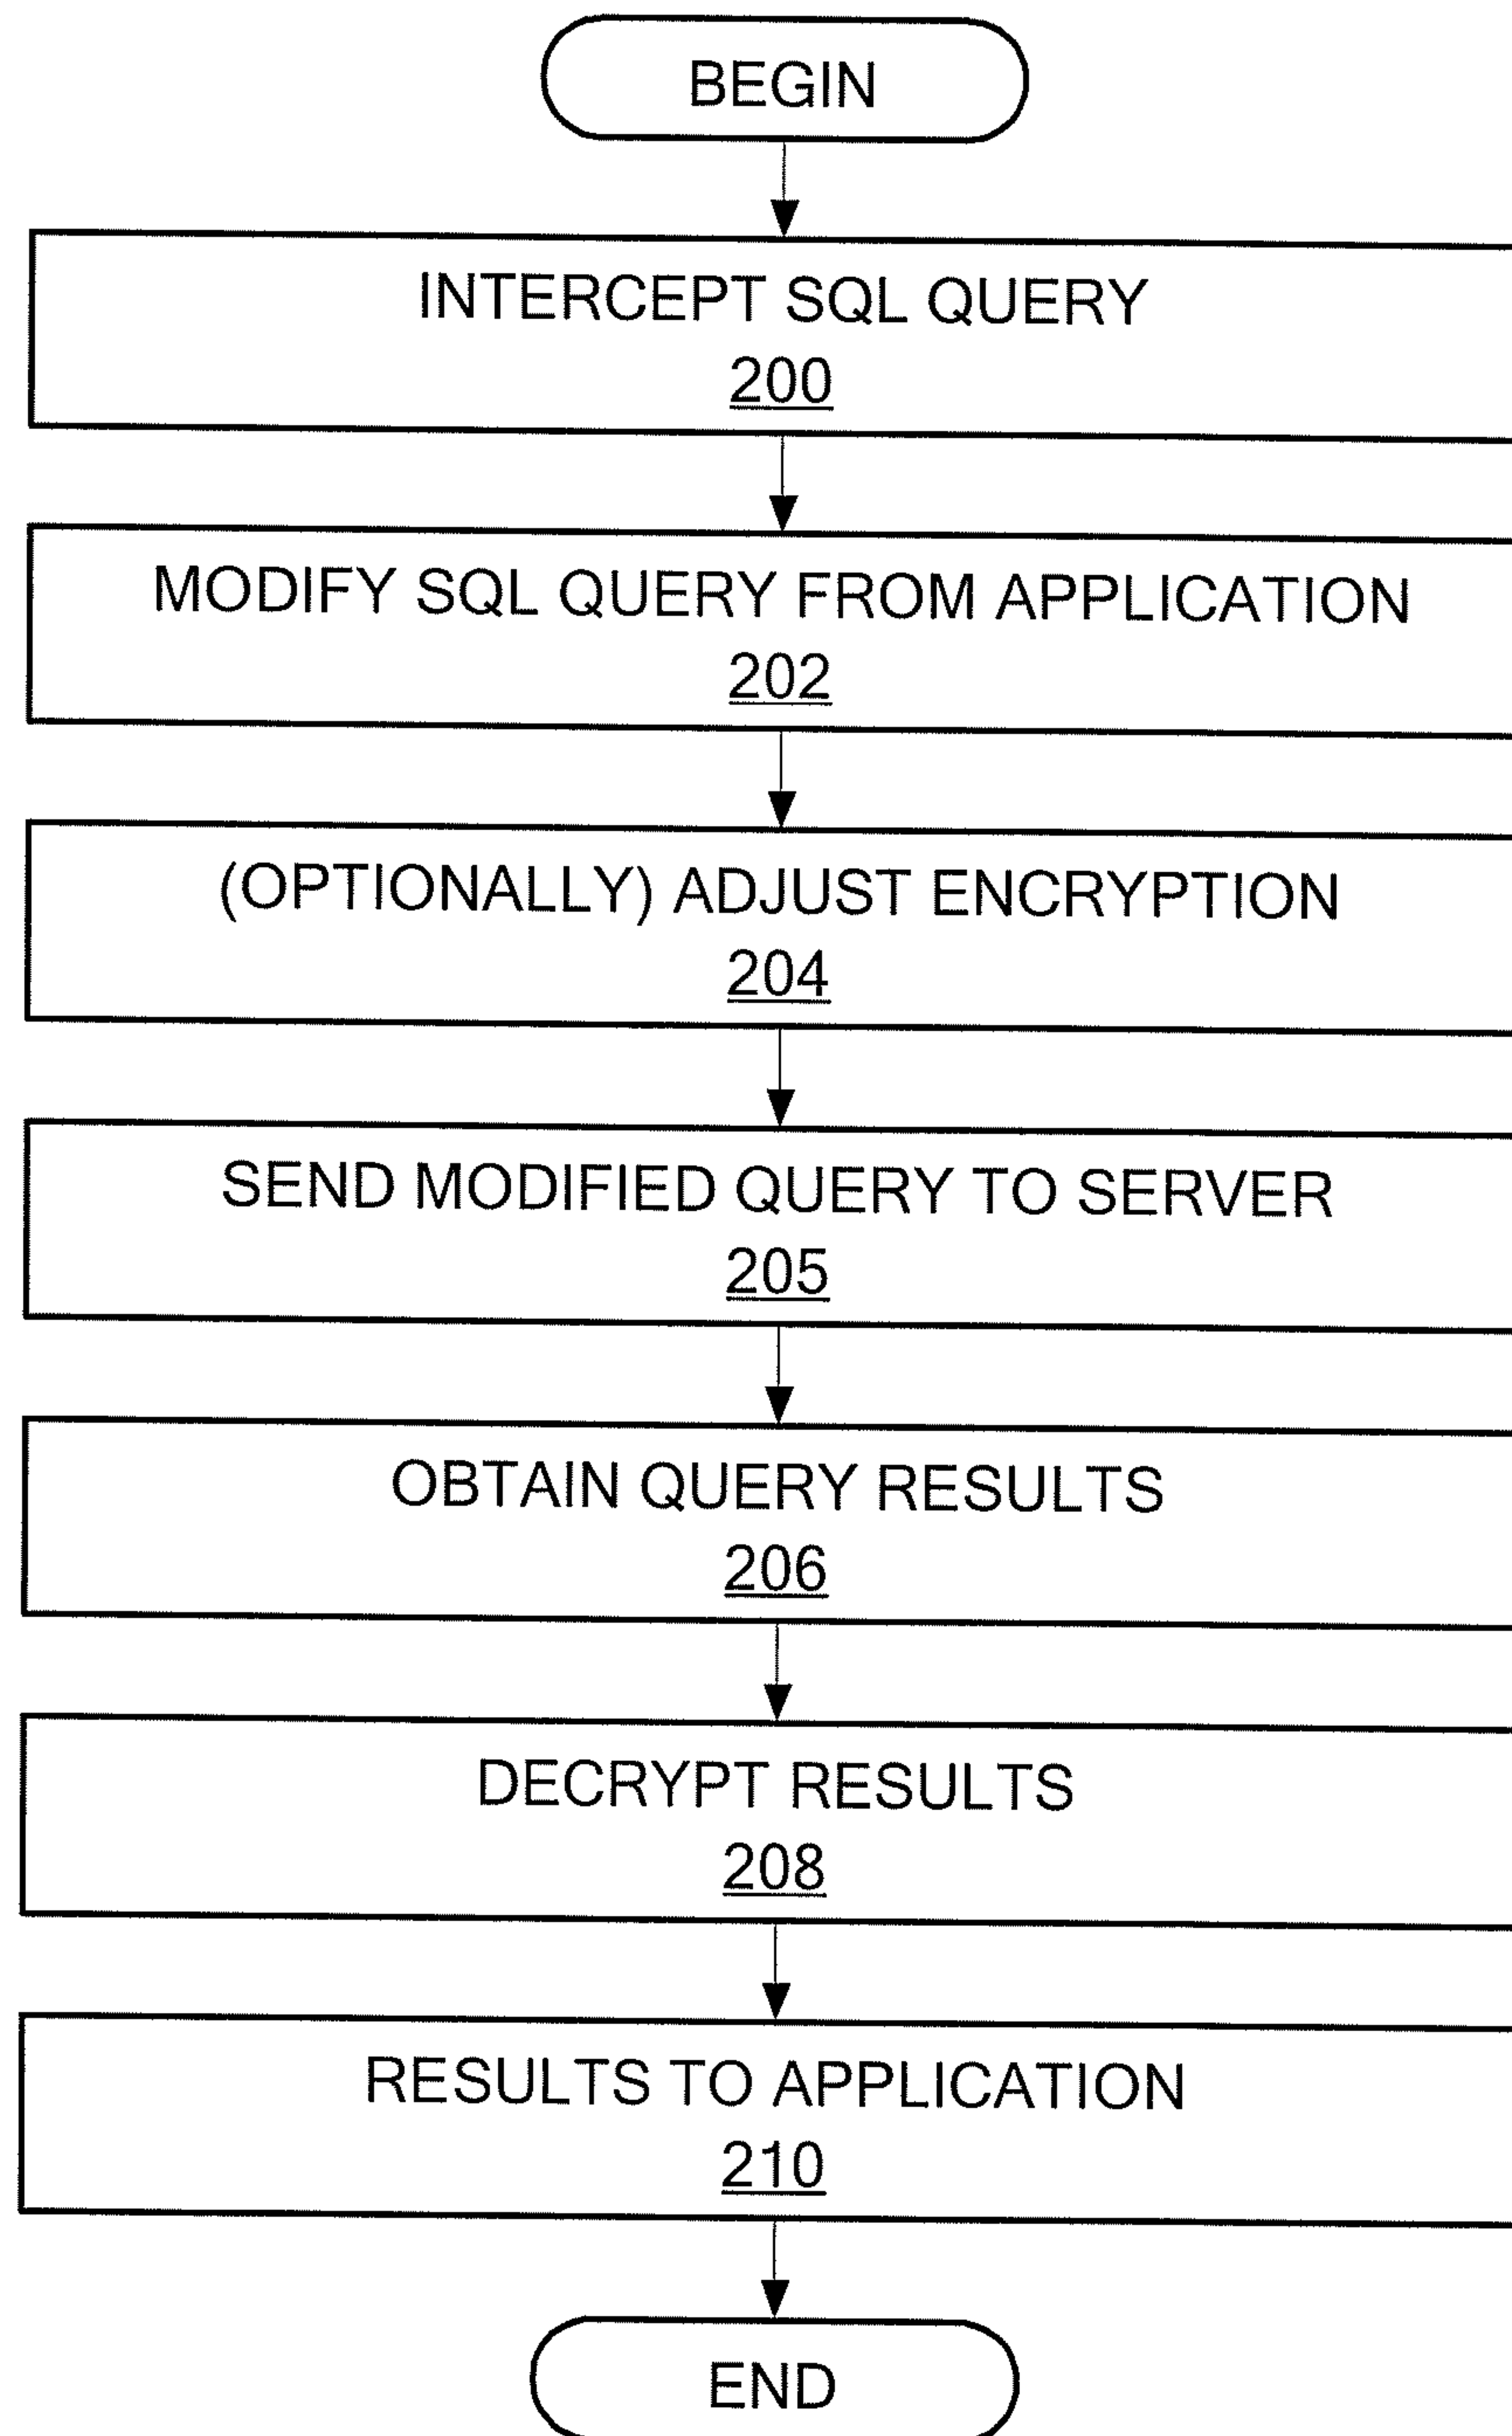 BEGIN
INTERCEPT SQL QUERY
200
MODIFY SQL QUERY FROM APPLICATION
202
(OPTIONALLY) ADJUST ENCRYPTION
204
SEND MODIFIED QUERY TO SERVER
205
OBTAIN QUERY RESULTS
206
DECRYPT RESULTS
208
RESULTS TO APPLICATION
210
END